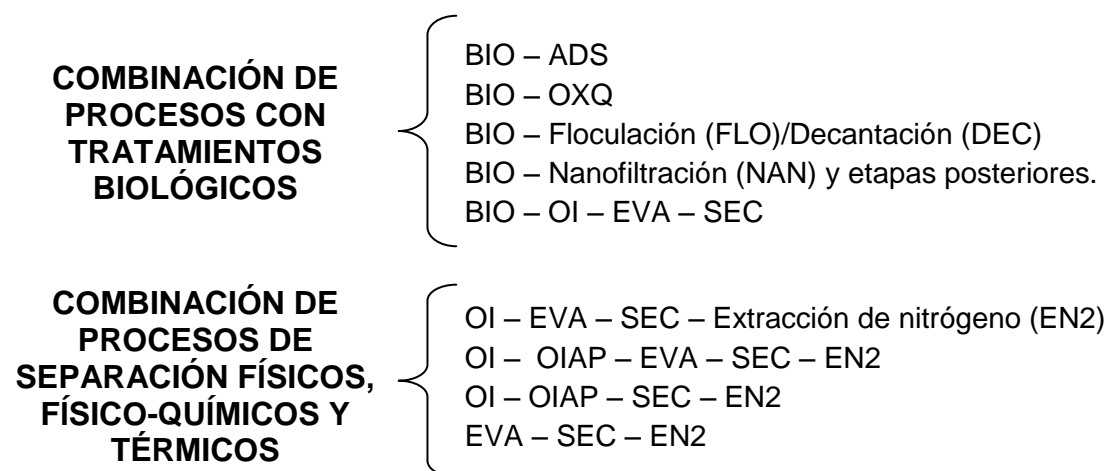 COMBINACIÓN DE
PROCESOS CON
TRATAMIENTOS
BIOLÓGICOS
BIO – ADS
BIO – OXQ
BIO – Floculación (FLO)/Decantación (DEC)
BIO – Nanofiltración (NAN) y etapas posteriores.
BIO – OI – EVA – SEC
COMBINACIÓN DE
PROCESOS DE
SEPARACIÓN FÍSICOS,
FÍSICO-QUÍMICOS Y
TÉRMICOS
OI – EVA – SEC – Extracción de nitrógeno (EN2)
OI – OIAP – EVA – SEC – EN2
OI – OIAP – SEC – EN2
EVA – SEC – EN2